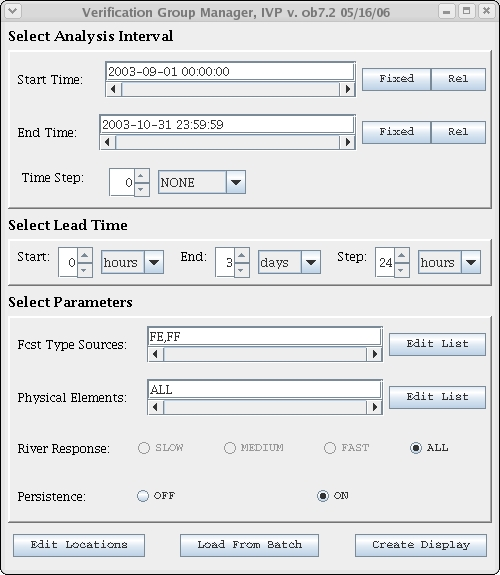 Verification Group Manager, IVP v. ob7.2 05/16/06
Select Analysis Interval
Start Time: 2003-09-01 00:00:00 Fixed Rel
End Time: 2003-10-31 23:59:59 Fixed Rel
Time Step: 0 NONE
Select Lead Time
Start: 0 hours End: 3 days Step: 24 hours
Select Parameters
Fcst Type Sources: FE,FF Edit List
Physical Elements: ALL Edit List
River Response: SLOW MEDIUM FAST ALL
Persistence: OFF ON
Edit Locations Load From Batch Create Display